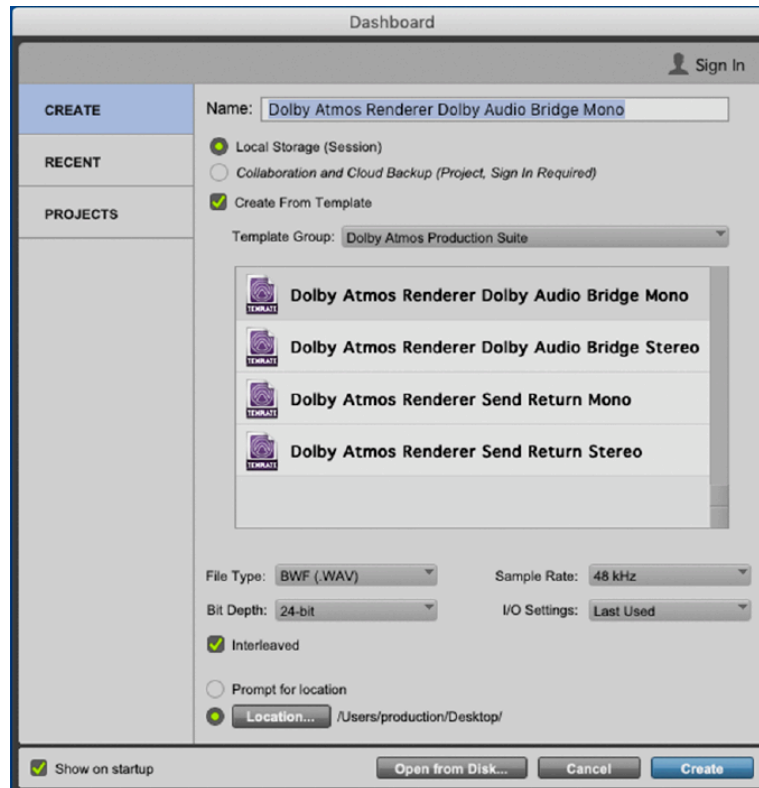 Dashboard
Sign In
CREATE
RECENT
PROJECTS
Name: Dolby Atmos Renderer Dolby Audio Bridge Mono
Local Storage (Session)
Collaboration and Cloud Backup (Project, Sign In Required)
Create From Template
Template Group: Dolby Atmos Production Suite
TEMPLATE Dolby Atmos Renderer Dolby Audio Bridge Mono
TEMPLATE Dolby Atmos Renderer Dolby Audio Bridge Stereo
TEMPLATE Dolby Atmos Renderer Send Return Mono
TEMPLATE Dolby Atmos Renderer Send Return Stereo
File Type: BWF (.WAV) Sample Rate: 48 kHz
Bit Depth: 24-bit I/O Settings: Last Used
Interleaved
Prompt for location
Location... /Users/production/Desktop/
Show on startup Open from Disk... Cancel Create